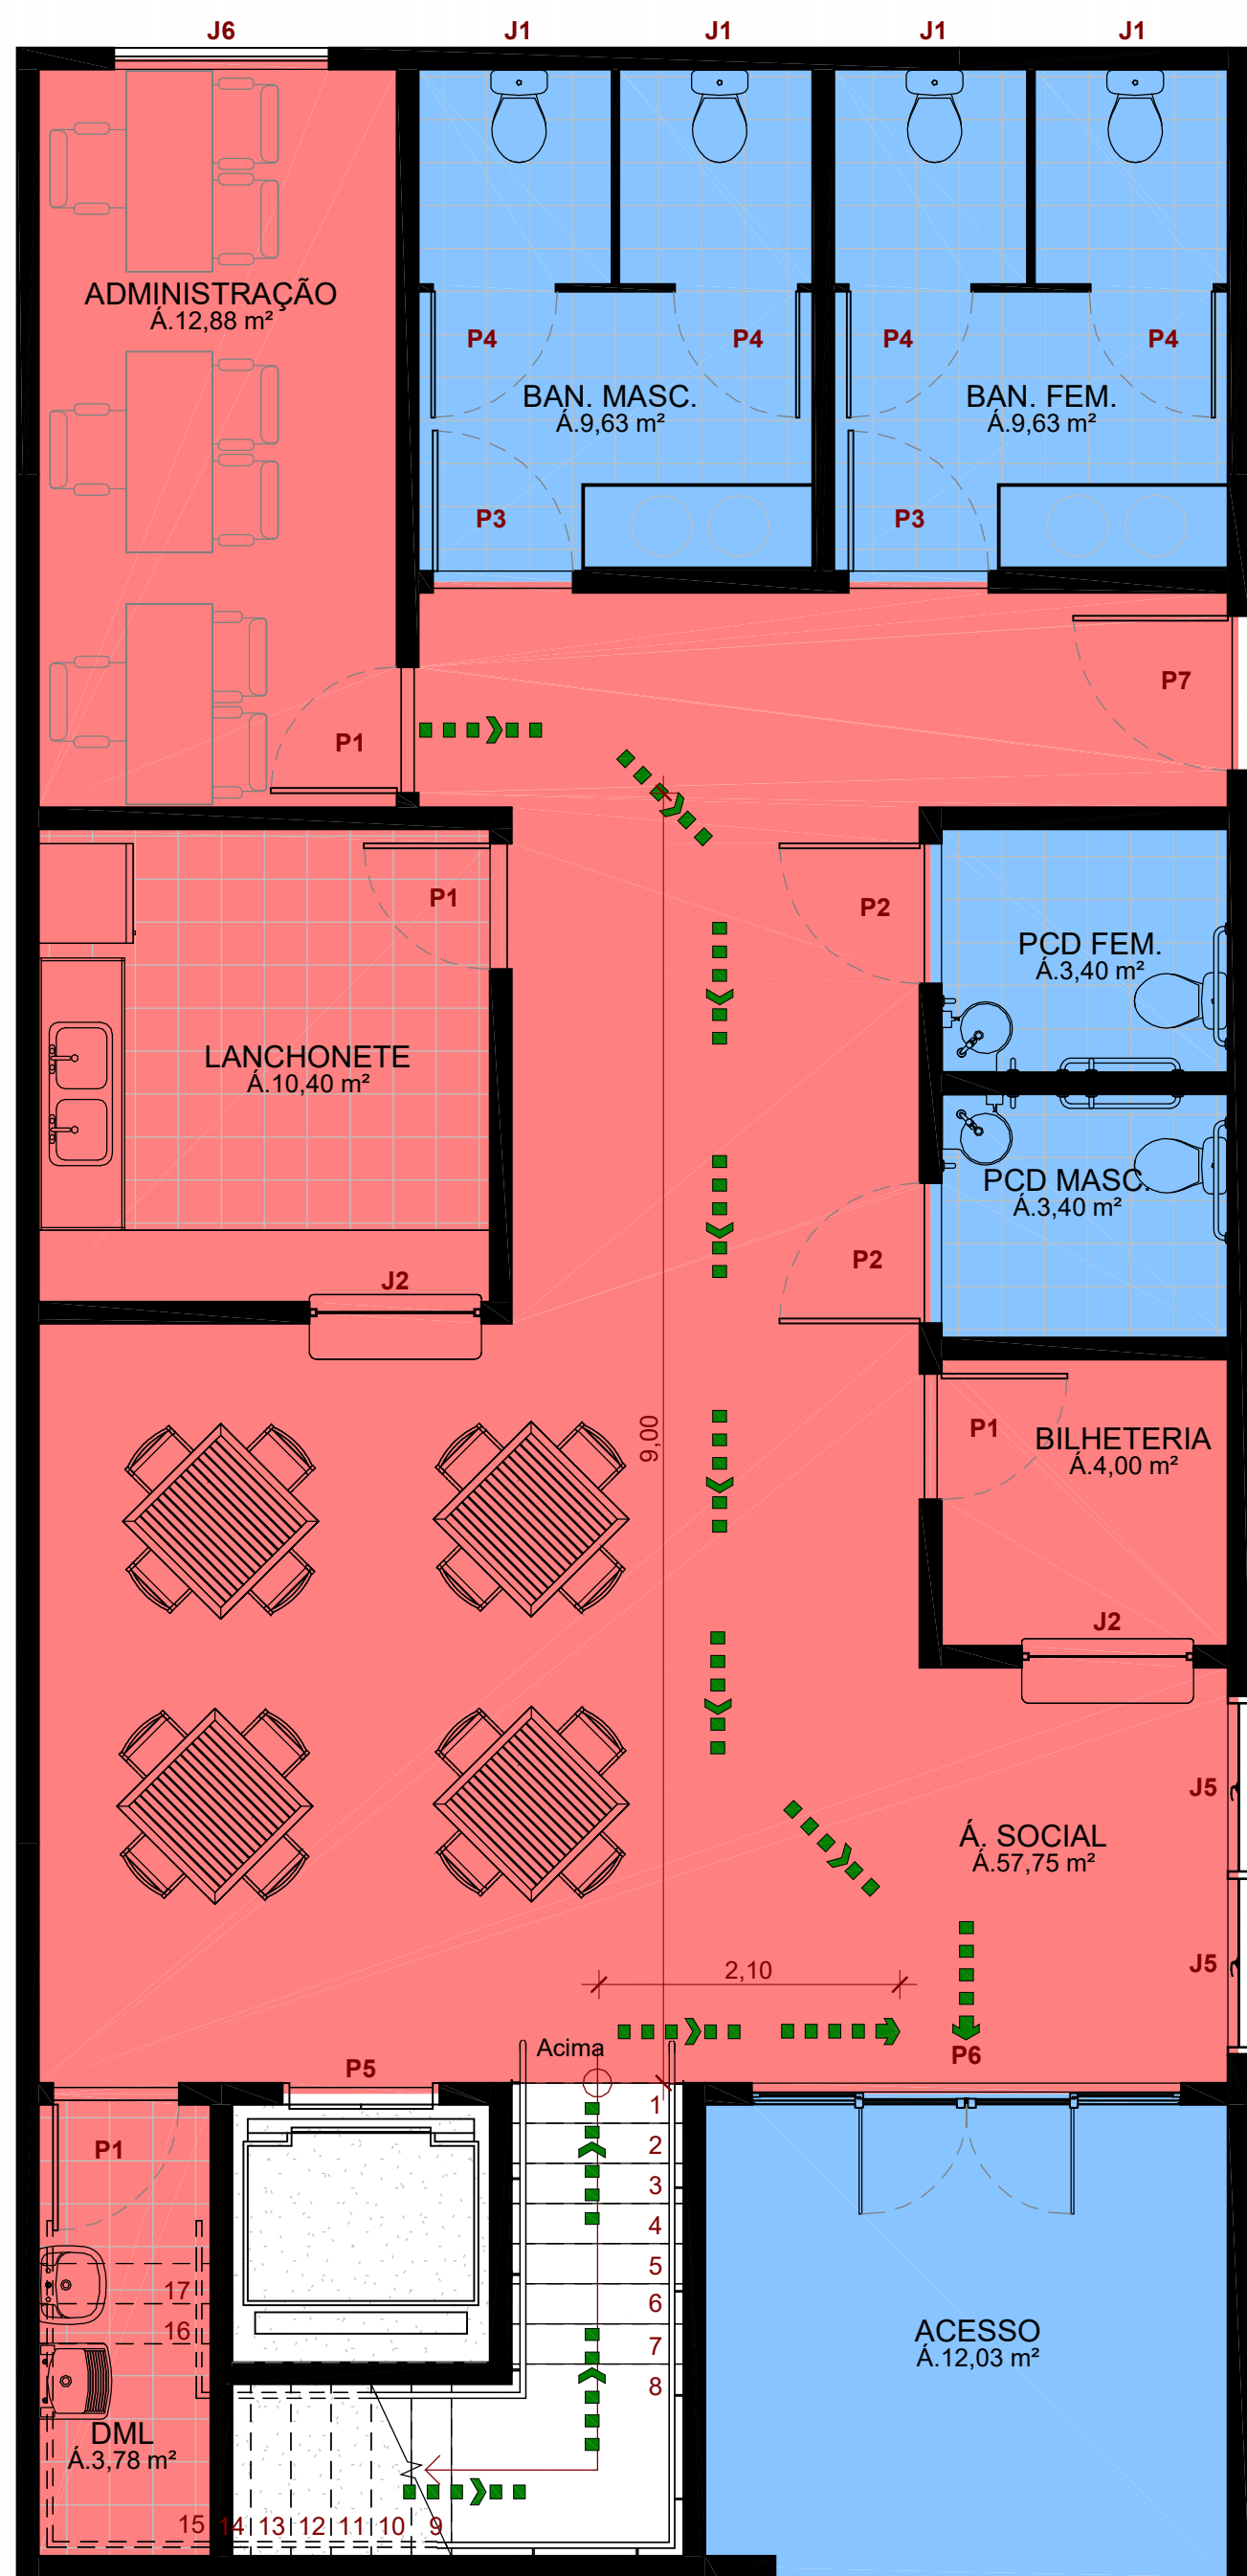 J6
J1
J1
J1
J1
ADMINISTRAÇÃO
Á.12,88 m²
P4
P4
P4
P4
BAN. MASC.
Á.9,63 m²
BAN. FEM.
Á.9,63 m²
P3
P3
P7
P1
P1
P2
PCD FEM.
Á.3,40 m²
LANCHONETE
Á.10,40 m²
PCD MASC.
Á.3,40 m²
P2
J2
9,00
P1
BILHETERIA
Á.4,00 m²
J2
J5
Á. SOCIAL
Á.57,75 m²
J5
2,10
Acima
P6
P5
1
P1
2
3
4
5
6
17
16
7
8
ACESSO
Á.12,03 m²
DML
Á.3,78 m²
15 14 13 12 11 10 9